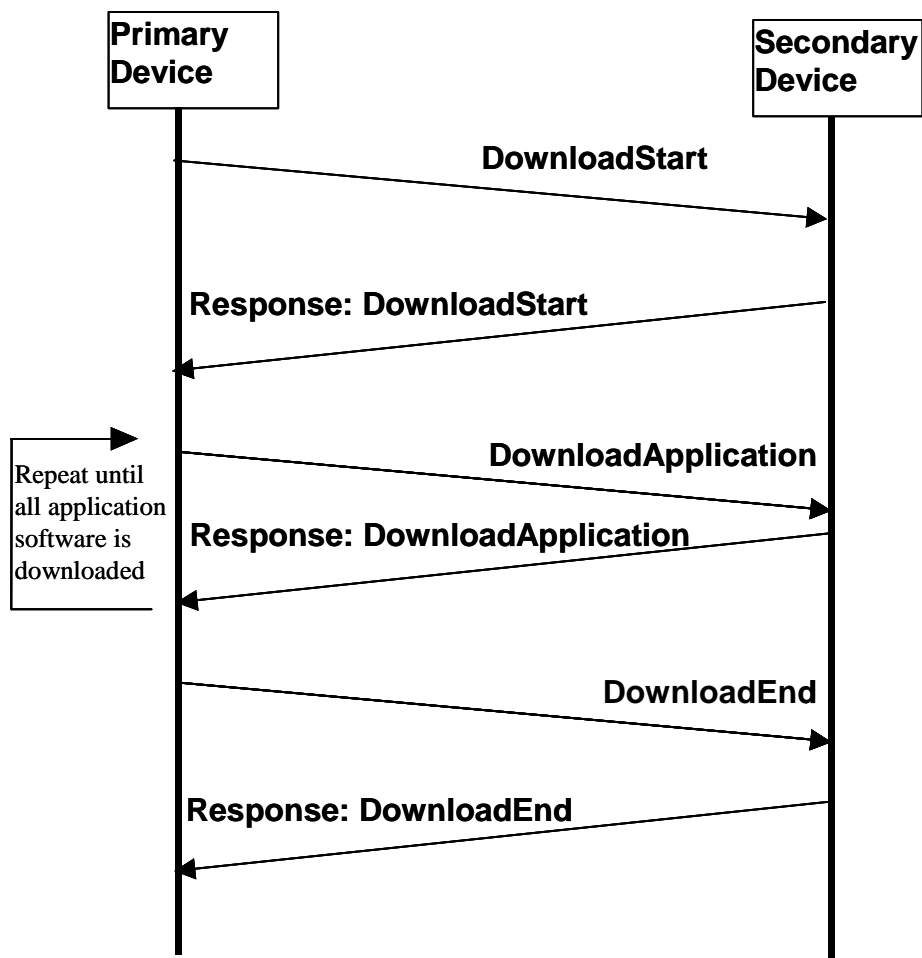 Primary
Device
Secondary
Device
DownloadStart
Response: DownloadStart
DownloadApplication
Repeat until
all application
software is
downloaded
Response: DownloadApplication
DownloadEnd
Response: DownloadEnd